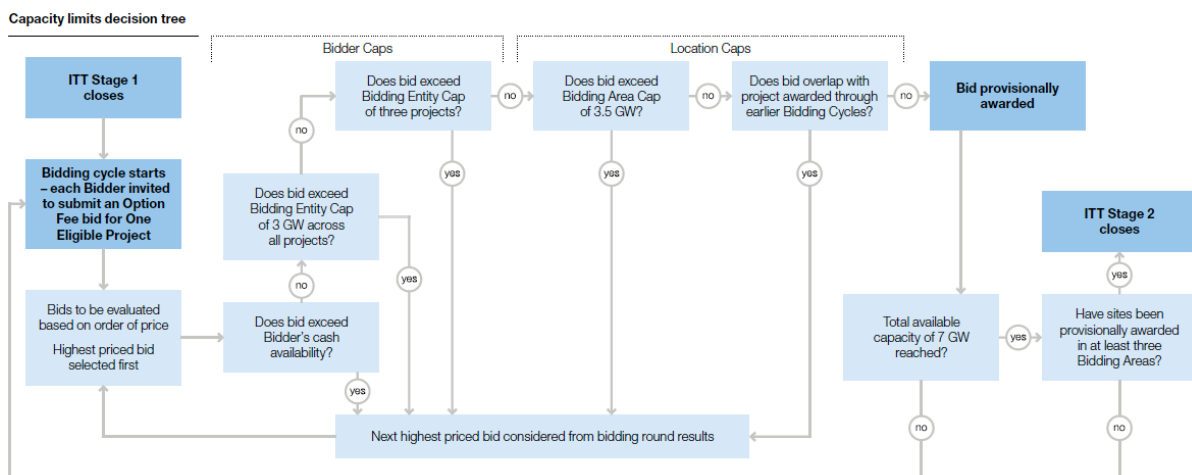 Capacity limits decision tree
Bidder Caps
Location Caps
ITT Stage 1
closes
Does bid exceed
Bidding Entity Cap
of three projects?
no
Does bid exceed
Bidding Area Cap
of 3.5 GW?
no
Does bid overlap with
project awarded through
earlier Bidding Cycles?
no
Bid provisionally
awarded
no
yes
yes
yes
Bidding cycle starts
– each Bidder invited
to submit an Option
Fee bid for One
Eligible Project
Does bid exceed
Bidding Entity Cap
of 3 GW across
all projects?
ITT Stage 2
closes
no
yes
yes
Bids to be evaluated
based on order of price
Highest priced bid
selected first
Does bid exceed
Bidder's cash
availability?
Total available
capacity of 7 GW
reached?
yes
Have sites been
provisionally awarded
in at least three
Bidding Areas?
yes
Next highest priced bid considered from bidding round results
no
no